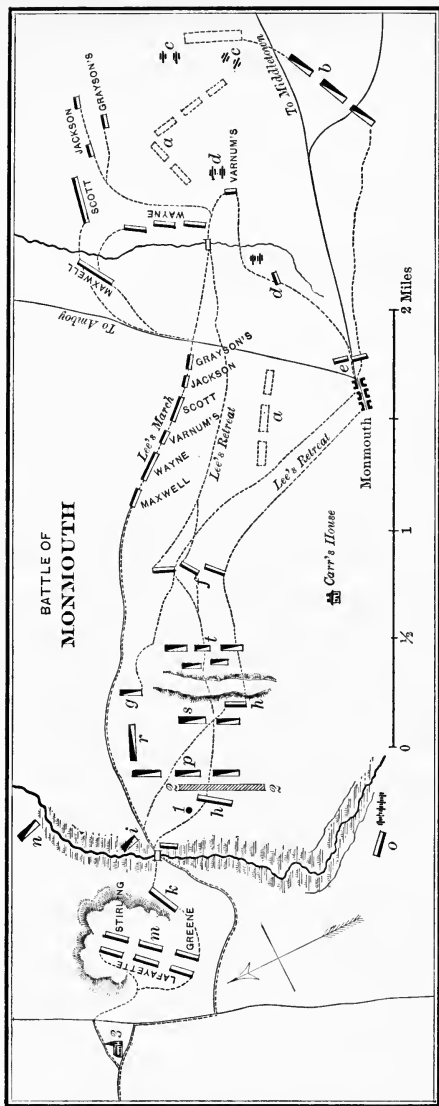 BATTLE OF
MONMOUTH
n
g
r
i
p
s
t
f
h
l
h
k
STIRLING
m
LAFAYETTE
GREENE
3
o
Lee's March
MAXWELL
WAYNE
VARNUM'S
SCOTT
JACKSON
GRAYSON'S
Lee's Retreat
a
Lee's Retreat
Carr's House
To Amboy
MAXWELL
SCOTT
JACKSON
GRAYSON'S
WAYNE
VARNUM'S
d
d
a
c
c
To Middletown
b
e
Monmouth
0
½
1
2 Miles